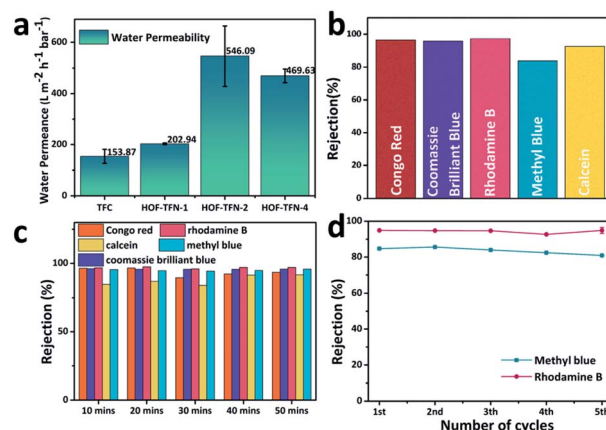 a
Water Permeance (L m⁻² h⁻¹ bar⁻¹)
600
400
200
0
Water Permeability
153.87
202.94
546.09
469.63
TFC
HOF-TFN-1
HOF-TFN-2
HOF-TFN-4
b
Rejection(%)
100
80
60
40
20
0
Congo Red
Coomassie
Brilliant Blue
Rhodamine B
Methyl Blue
Calcein
c
Rejection (%)
100
50
0
Congo red
rhodamine B
calcein
methyl blue
coomassie brilliant blue
10 mins
20 mins
30 mins
40 mins
50 mins
d
Rejection (%)
100
80
60
40
20
0
Methyl blue
Rhodamine B
1st
2nd
3th
4th
5th
Number of cycles